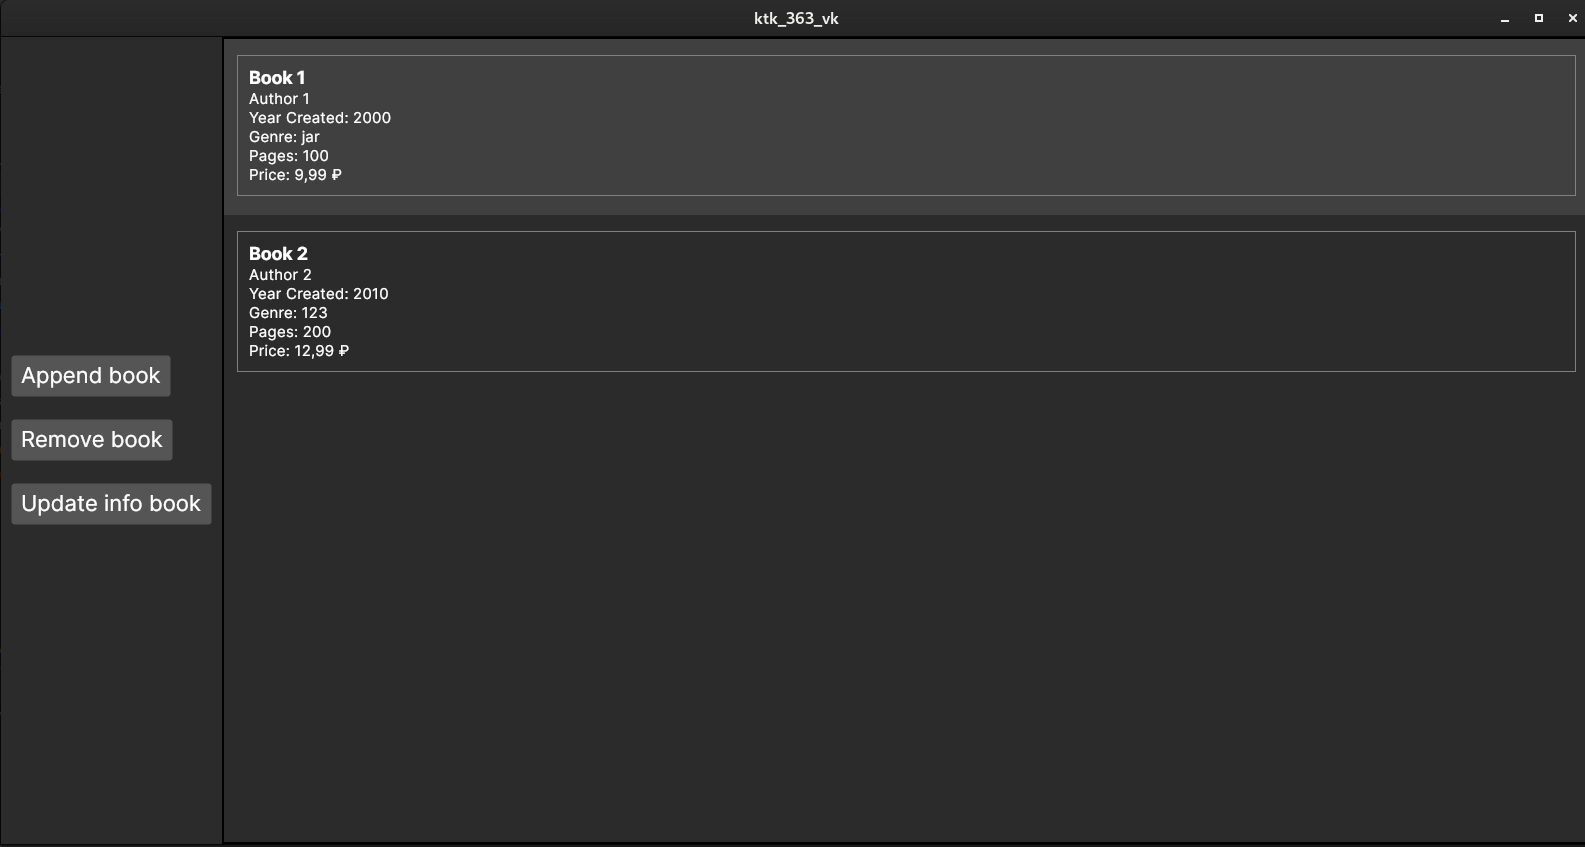 ktk_363_vk
Book 1
Author 1
Year Created: 2000
Genre: jar
Pages: 100
Price: 9,99 ₽
Book 2
Author 2
Year Created: 2010
Genre: 123
Pages: 200
Price: 12,99 ₽
Append book
Remove book
Update info book